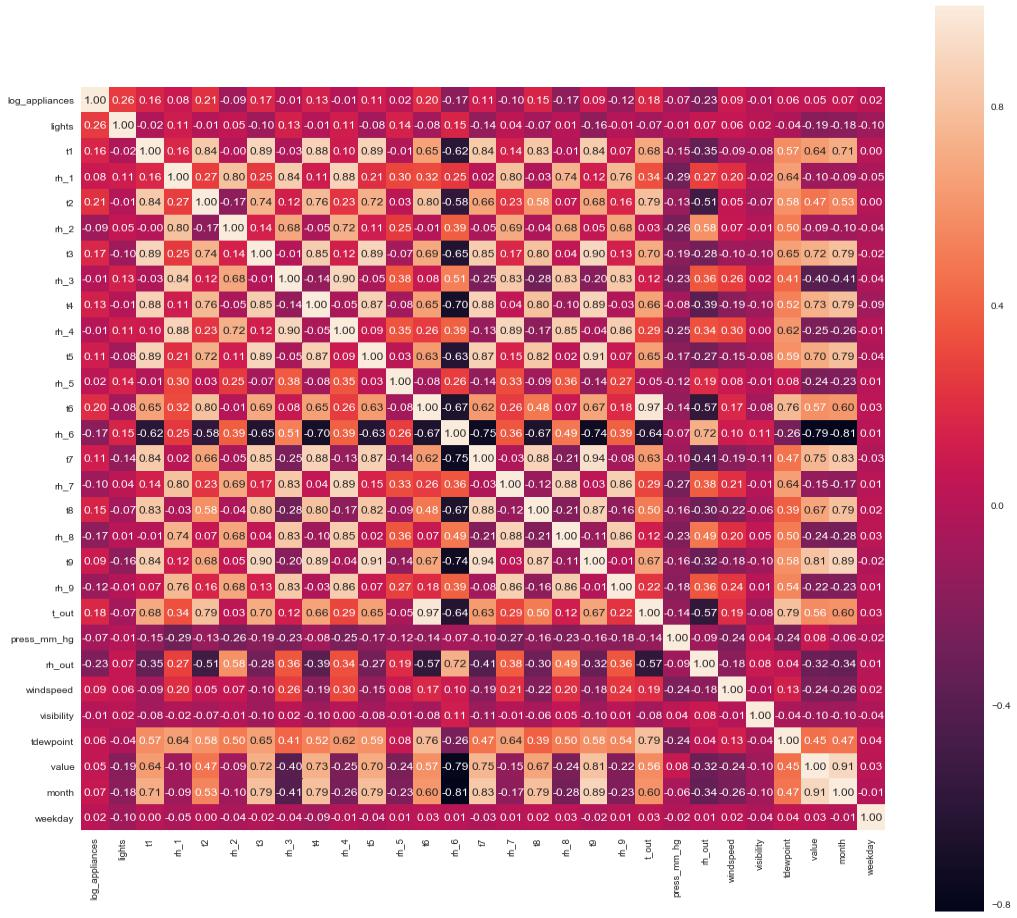 log_appliances 1.00 0.26 0.16 0.08 0.21 -0.09 0.17 -0.01 0.13 -0.01 0.11 0.02 0.20 -0.17 0.11 -0.10 0.15 -0.17 0.09 -0.12 0.18 -0.07 -0.23 0.09 -0.01 0.06 0.05 0.07 0.02
lights 0.26 1.00 -0.02 0.11 -0.01 0.05 -0.10 0.13 -0.01 0.11 -0.08 0.14 -0.08 0.15 -0.14 0.04 -0.07 0.01 -0.16 -0.01 -0.07 -0.01 0.07 0.06 0.02 -0.04 -0.19 -0.18 -0.10
t1 0.16 -0.02 1.00 0.16 0.84 -0.00 0.89 -0.03 0.88 0.10 0.89 -0.01 0.65 -0.62 0.84 0.14 0.83 -0.01 0.84 0.07 0.68 -0.15 -0.35 -0.09 -0.08 0.57 0.64 0.71 0.00
rh_1 0.08 0.11 0.16 1.00 0.27 0.80 0.25 0.84 0.11 0.88 0.21 0.30 0.32 0.25 0.02 0.80 -0.03 0.74 0.12 0.76 0.34 -0.29 0.27 0.20 -0.02 0.64 -0.10 -0.09 -0.05
t2 0.21 -0.01 0.84 0.27 1.00 -0.17 0.74 0.12 0.76 0.23 0.72 0.03 0.80 -0.58 0.66 0.23 0.58 0.07 0.68 0.16 0.79 -0.13 -0.51 0.05 -0.07 0.58 0.47 0.53 0.00
rh_2 -0.09 0.05 -0.00 0.80 -0.17 1.00 0.14 0.68 -0.05 0.72 0.11 0.25 -0.01 0.39 -0.05 0.69 -0.04 0.68 0.05 0.68 0.03 -0.26 0.58 0.07 -0.01 0.50 -0.09 -0.10 -0.04
t3 0.17 -0.10 0.89 0.25 0.74 0.14 1.00 -0.01 0.85 0.12 0.89 -0.07 0.69 -0.65 0.85 0.17 0.80 0.04 0.90 0.13 0.70 -0.19 -0.28 -0.10 -0.10 0.65 0.72 0.79 -0.02
rh_3 -0.01 0.13 -0.03 0.84 0.12 0.68 -0.01 1.00 -0.14 0.90 -0.05 0.38 0.08 0.51 -0.25 0.83 -0.28 0.83 -0.20 0.83 0.12 -0.23 0.36 0.26 0.02 0.41 -0.40 -0.41 -0.04
t4 0.13 -0.01 0.88 0.11 0.76 -0.05 0.85 -0.14 1.00 -0.05 0.87 -0.08 0.65 -0.70 0.88 0.04 0.80 -0.10 0.89 -0.03 0.66 -0.08 -0.39 -0.19 -0.10 0.52 0.73 0.79 -0.09
rh_4 -0.01 0.11 0.10 0.88 0.23 0.72 0.12 0.90 -0.05 1.00 0.09 0.35 0.26 0.39 -0.13 0.89 -0.17 0.85 -0.04 0.86 0.29 -0.25 0.34 0.30 0.00 0.62 -0.25 -0.26 -0.01
t5 0.11 -0.08 0.89 0.21 0.72 0.11 0.89 -0.05 0.87 0.09 1.00 0.03 0.63 -0.63 0.87 0.15 0.82 0.02 0.91 0.07 0.65 -0.17 -0.27 -0.15 -0.08 0.59 0.70 0.79 -0.04
rh_5 0.02 0.14 -0.01 0.30 0.03 0.25 -0.07 0.38 -0.08 0.35 0.03 1.00 -0.08 0.26 -0.14 0.33 -0.09 0.36 -0.14 0.27 -0.05 -0.12 0.19 0.08 -0.01 0.08 -0.24 -0.23 0.01
t6 0.20 -0.08 0.65 0.32 0.80 -0.01 0.69 0.08 0.65 0.26 0.63 -0.08 1.00 -0.67 0.62 0.26 0.48 0.07 0.67 0.18 0.97 -0.14 -0.57 0.17 -0.08 0.76 0.57 0.60 0.03
rh_6 -0.17 0.15 -0.62 0.25 -0.58 0.39 -0.65 0.51 -0.70 0.39 -0.63 0.26 -0.67 1.00 -0.75 0.36 -0.67 0.49 -0.74 0.39 -0.64 -0.07 0.72 0.10 0.11 -0.26 -0.79 -0.81 0.01
t7 0.11 -0.14 0.84 0.02 0.66 -0.05 0.85 -0.25 0.88 -0.13 0.87 -0.14 0.62 -0.75 1.00 -0.03 0.88 -0.21 0.94 -0.08 0.63 -0.10 -0.41 -0.19 -0.11 0.47 0.75 0.83 -0.03
rh_7 -0.10 0.04 0.14 0.80 0.23 0.69 0.17 0.83 0.04 0.89 0.15 0.33 0.26 0.36 -0.03 1.00 -0.12 0.88 0.03 0.86 0.29 -0.27 0.38 0.21 -0.01 0.64 -0.15 -0.17 0.01
t8 0.15 -0.07 0.83 -0.03 0.58 -0.04 0.80 -0.28 0.80 -0.17 0.82 -0.09 0.48 -0.67 0.88 -0.12 1.00 -0.21 0.87 -0.16 0.50 -0.16 -0.30 -0.22 -0.06 0.39 0.67 0.79 0.02
rh_8 -0.17 0.01 -0.01 0.74 0.07 0.68 0.04 0.83 -0.10 0.85 0.02 0.36 0.07 0.49 -0.21 0.88 -0.21 1.00 -0.11 0.86 0.12 -0.23 0.49 0.20 0.05 0.50 -0.24 -0.28 0.03
t9 0.09 -0.16 0.84 0.12 0.68 0.05 0.90 -0.20 0.89 -0.04 0.91 -0.14 0.67 -0.74 0.94 0.03 0.87 -0.11 1.00 -0.01 0.67 -0.16 -0.32 -0.18 -0.10 0.58 0.81 0.89 -0.02
rh_9 -0.12 -0.01 0.07 0.76 0.16 0.68 0.13 0.83 -0.03 0.86 0.07 0.27 0.18 0.39 -0.08 0.86 -0.16 0.86 -0.01 1.00 0.22 -0.18 0.36 0.24 0.01 0.54 -0.22 -0.23 0.01
t_out 0.18 -0.07 0.68 0.34 0.79 0.03 0.70 0.12 0.66 0.29 0.65 -0.05 0.97 -0.64 0.63 0.29 0.50 0.12 0.67 0.22 1.00 -0.14 -0.57 0.19 -0.08 0.79 0.56 0.60 0.03
press_mm_hg -0.07 -0.01 -0.15 -0.29 -0.13 -0.26 -0.19 -0.23 -0.08 -0.25 -0.17 -0.12 -0.14 -0.07 -0.10 -0.27 -0.16 -0.23 -0.16 -0.18 -0.14 1.00 -0.09 -0.24 0.04 -0.24 0.08 -0.06 -0.02
rh_out -0.23 0.07 -0.35 0.27 -0.51 0.58 -0.28 0.36 -0.39 0.34 -0.27 0.19 -0.57 0.72 -0.41 0.38 -0.30 0.49 -0.32 0.36 -0.57 -0.09 1.00 -0.18 0.08 0.04 -0.32 -0.34 0.01
windspeed 0.09 0.06 -0.09 0.20 0.05 0.07 -0.10 0.26 -0.19 0.30 -0.15 0.08 0.17 0.10 -0.19 0.21 -0.22 0.20 -0.18 0.24 0.19 -0.24 -0.18 1.00 -0.01 0.13 -0.24 -0.26 0.02
visibility -0.01 0.02 -0.08 -0.02 -0.07 -0.01 -0.10 0.02 -0.10 0.00 -0.08 -0.01 -0.08 0.11 -0.11 -0.01 -0.06 0.05 -0.10 0.01 -0.08 0.04 0.08 -0.01 1.00 -0.04 -0.10 -0.10 -0.04
tdewpoint 0.06 -0.04 0.57 0.64 0.58 0.50 0.65 0.41 0.52 0.62 0.59 0.08 0.76 -0.26 0.47 0.64 0.39 0.50 0.58 0.54 0.79 -0.24 0.04 0.13 -0.04 1.00 0.45 0.47 0.04
value 0.05 -0.19 0.64 -0.10 0.47 -0.09 0.72 -0.40 0.73 -0.25 0.70 -0.24 0.57 -0.79 0.75 -0.15 0.67 -0.24 0.81 -0.22 0.56 0.08 -0.32 -0.24 -0.10 0.45 1.00 0.91 0.03
month 0.07 -0.18 0.71 -0.09 0.53 -0.10 0.79 -0.41 0.79 -0.26 0.79 -0.23 0.60 -0.81 0.83 -0.17 0.79 -0.28 0.89 -0.23 0.60 -0.06 -0.34 -0.26 -0.10 0.47 0.91 1.00 -0.01
weekday 0.02 -0.10 0.00 -0.05 0.00 -0.04 -0.02 -0.04 -0.09 -0.01 -0.04 0.01 0.03 0.01 -0.03 0.01 0.02 0.03 -0.02 0.01 0.03 -0.02 0.01 0.02 -0.04 0.04 0.03 -0.01 1.00
log_appliances lights t1 rh_1 t2 rh_2 t3 rh_3 t4 rh_4 t5 rh_5 t6 rh_6 t7 rh_7 t8 rh_8 t9 rh_9 t_out press_mm_hg rh_out windspeed visibility tdewpoint value month weekday
0.8
0.4
0.0
−0.4
−0.8